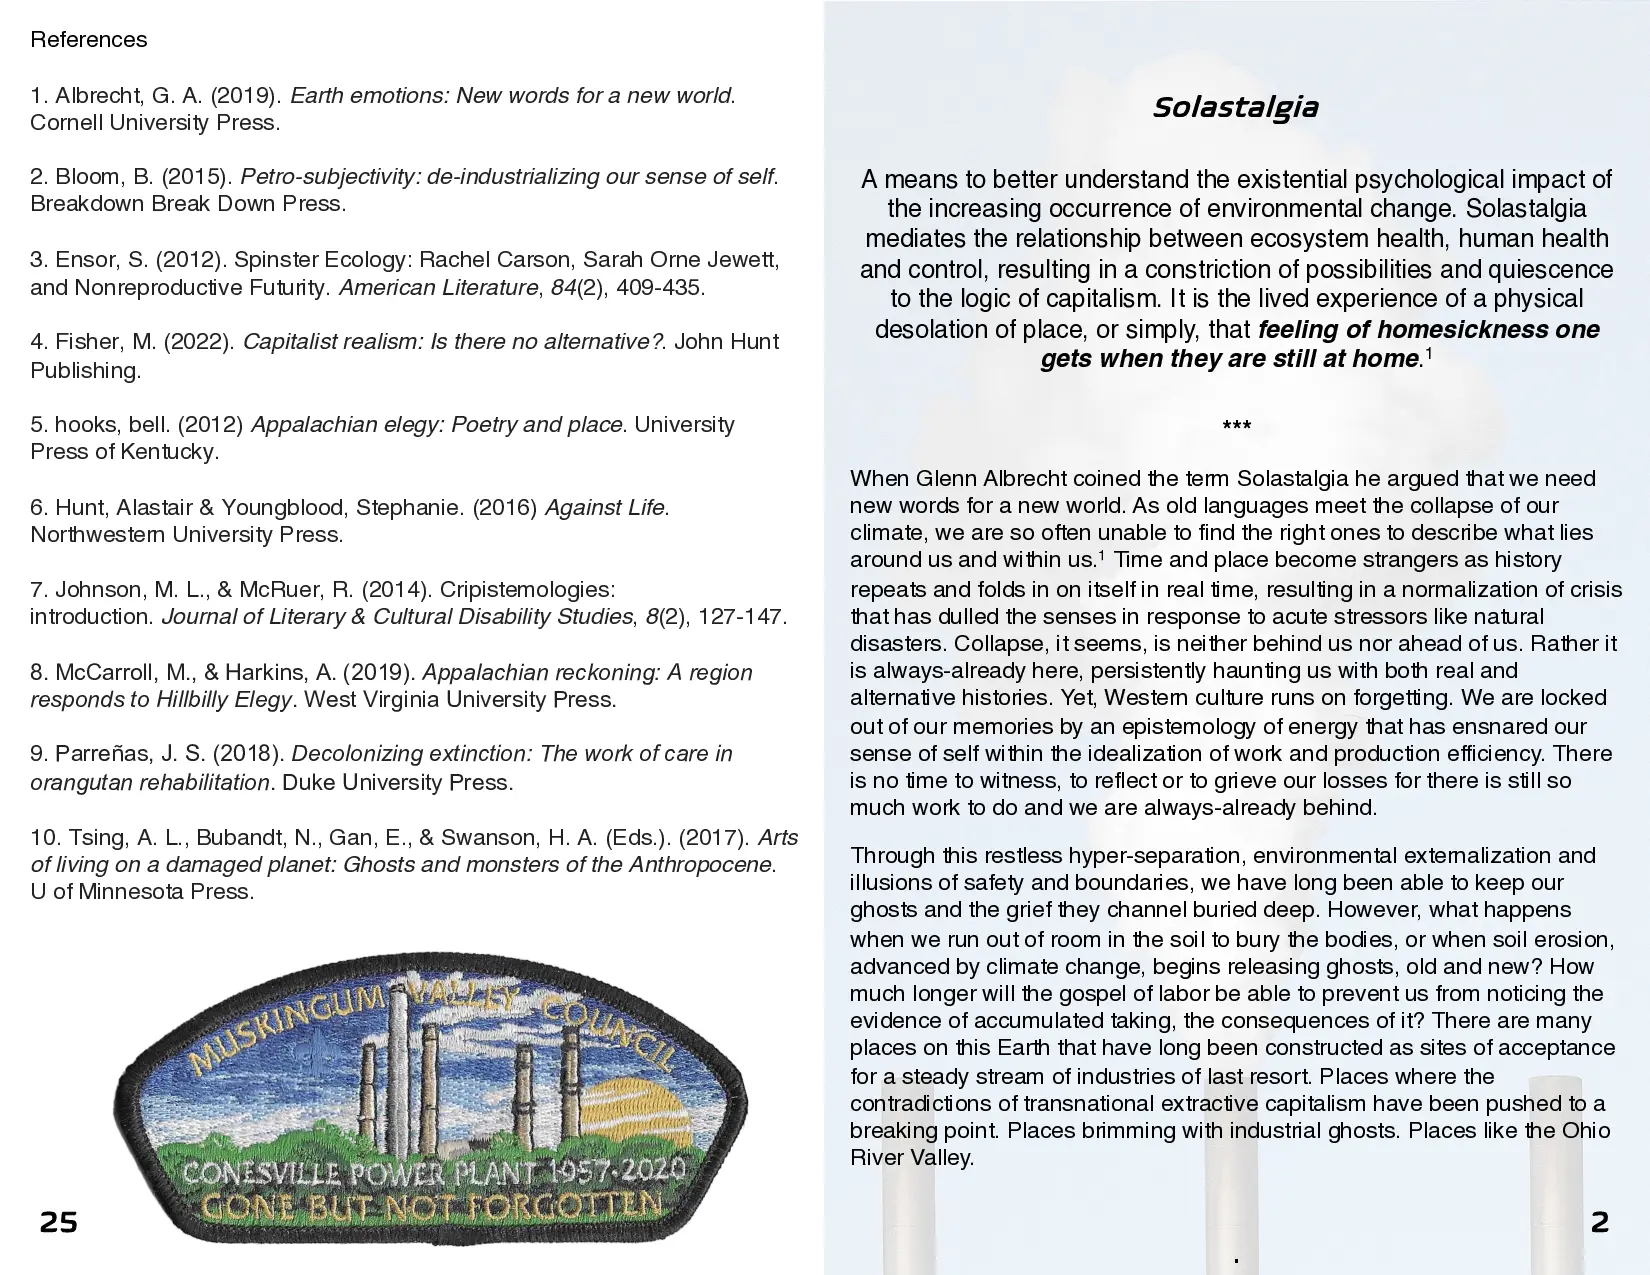 References
1. Albrecht, G. A. (2019). Earth emotions: New words for a new world.
Cornell University Press.
2. Bloom, B. (2015). Petro-subjectivity: de-industrializing our sense of self.
Breakdown Break Down Press.
3. Ensor, S. (2012). Spinster Ecology: Rachel Carson, Sarah Orne Jewett,
and Nonreproductive Futurity. American Literature, 84(2), 409-435.
4. Fisher, M. (2022). Capitalist realism: Is there no alternative?. John Hunt
Publishing.
5. hooks, bell. (2012) Appalachian elegy: Poetry and place. University
Press of Kentucky.
6. Hunt, Alastair & Youngblood, Stephanie. (2016) Against Life.
Northwestern University Press.
7. Johnson, M. L., & McRuer, R. (2014). Cripistemologies:
introduction. Journal of Literary & Cultural Disability Studies, 8(2), 127-147.
8. McCarroll, M., & Harkins, A. (2019). Appalachian reckoning: A region
responds to Hillbilly Elegy. West Virginia University Press.
9. Parreñas, J. S. (2018). Decolonizing extinction: The work of care in
orangutan rehabilitation. Duke University Press.
10. Tsing, A. L., Bubandt, N., Gan, E., & Swanson, H. A. (Eds.). (2017). Arts
of living on a damaged planet: Ghosts and monsters of the Anthropocene.
U of Minnesota Press.
MUSKINGUM VALLEY COUNCIL
CONESVILLE POWER PLANT 1957-2020
GONE BUT NOT FORGOTTEN
25
Solastalgia
A means to better understand the existential psychological impact of
the increasing occurrence of environmental change. Solastalgia
mediates the relationship between ecosystem health, human health
and control, resulting in a constriction of possibilities and quiescence
to the logic of capitalism. It is the lived experience of a physical
desolation of place, or simply, that feeling of homesickness one
gets when they are still at home.¹
***
When Glenn Albrecht coined the term Solastalgia he argued that we need
new words for a new world. As old languages meet the collapse of our
climate, we are so often unable to find the right ones to describe what lies
around us and within us.¹ Time and place become strangers as history
repeats and folds in on itself in real time, resulting in a normalization of crisis
that has dulled the senses in response to acute stressors like natural
disasters. Collapse, it seems, is neither behind us nor ahead of us. Rather it
is always-already here, persistently haunting us with both real and
alternative histories. Yet, Western culture runs on forgetting. We are locked
out of our memories by an epistemology of energy that has ensnared our
sense of self within the idealization of work and production efficiency. There
is no time to witness, to reflect or to grieve our losses for there is still so
much work to do and we are always-already behind.
Through this restless hyper-separation, environmental externalization and
illusions of safety and boundaries, we have long been able to keep our
ghosts and the grief they channel buried deep. However, what happens
when we run out of room in the soil to bury the bodies, or when soil erosion,
advanced by climate change, begins releasing ghosts, old and new? How
much longer will the gospel of labor be able to prevent us from noticing the
evidence of accumulated taking, the consequences of it? There are many
places on this Earth that have long been constructed as sites of acceptance
for a steady stream of industries of last resort. Places where the
contradictions of transnational extractive capitalism have been pushed to a
breaking point. Places brimming with industrial ghosts. Places like the Ohio
River Valley.
2
.